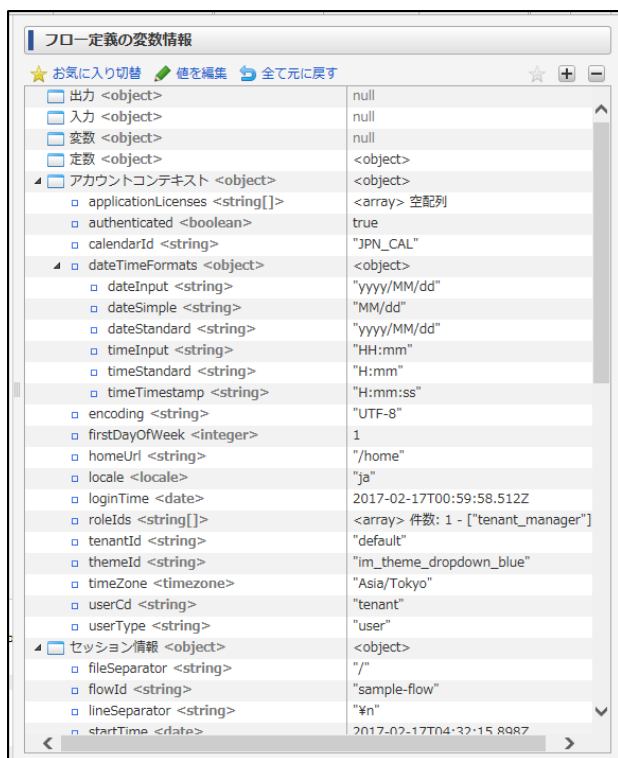 フロー定義の変数情報
お気に入り切替 値を編集 全て元に戻す
出力 <object> null
入力 <object> null
変数 <object> null
定数 <object> <object>
アカウントコンテキスト <object> <object>
applicationLicenses <string[]> <array> 空配列
authenticated <boolean> true
calendarId <string> "JPN_CAL"
dateTimeFormats <object> <object>
dateInput <string> "yyyy/MM/dd"
dateSimple <string> "MM/dd"
dateStandard <string> "yyyy/MM/dd"
timeInput <string> "HH:mm"
timeStandard <string> "H:mm"
timeTimestamp <string> "H:mm:ss"
encoding <string> "UTF-8"
firstDayOfWeek <integer> 1
homeUrl <string> "/home"
locale <locale> "ja"
loginTime <date> 2017-02-17T00:59:58.512Z
roleIds <string[]> <array> 件数: 1 - ["tenant_manager"]
tenantId <string> "default"
themeId <string> "im_theme_dropdown_blue"
timeZone <timezone> "Asia/Tokyo"
userCd <string> "tenant"
userType <string> "user"
セッション情報 <object> <object>
fileSeparator <string> "/"
flowId <string> "sample-flow"
lineSeparator <string> "¥n"
startTime <date> 2017-02-17T04:32:15.898Z